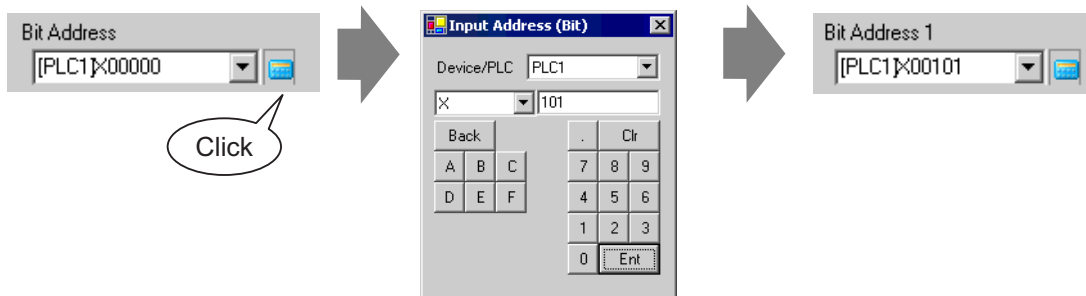 Bit Address
[PLC1]X00000
Click
Input Address (Bit)
Device/PLC PLC1
X 101
Back . Clr
A B C 7 8 9
D E F 4 5 6
1 2 3
0 Ent
Bit Address 1
[PLC1]X00101